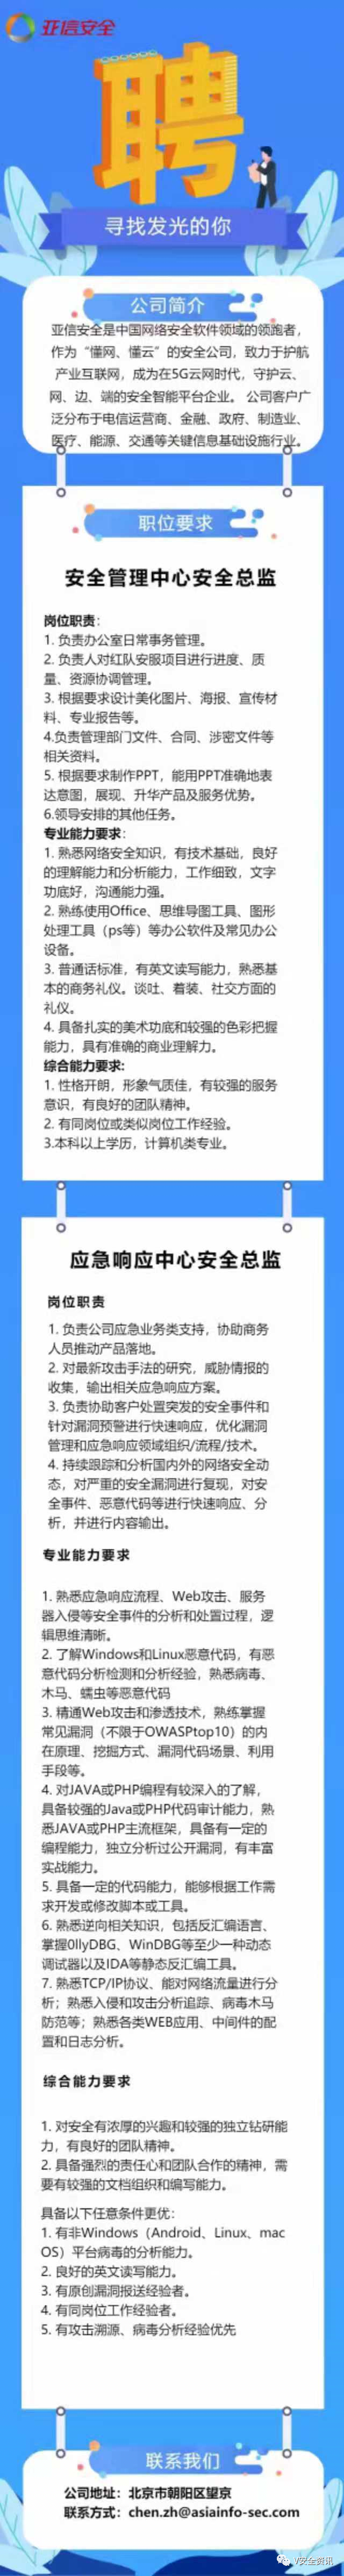 亚信安全
聘
寻找发光的你
公司简介
亚信安全是中国网络安全软件领域的领跑者，
作为“懂网、懂云”的安全公司，致力于护航
产业互联网，成为在5G云网时代，守护云、
网、边、端的安全智能平台企业。 公司客户广
泛分布于电信运营商、金融、政府、制造业、
医疗、能源、交通等关键信息基础设施行业。
职位要求
安全管理中心安全总监
岗位职责：
1. 负责办公室日常事务管理。
2. 负责人对红队安服项目进行进度、质
量、资源协调管理。
3. 根据要求设计美化图片、海报、宣传材
料、专业报告等。
4.负责管理部门文件、合同、涉密文件等
相关资料。
5. 根据要求制作PPT，能用PPT准确地表
达意图，展现、升华产品及服务优势。
6.领导安排的其他任务。
专业能力要求：
1. 熟悉网络安全知识，有技术基础，良好
的理解能力和分析能力，工作细致，文字
功底好，沟通能力强。
2. 熟练使用Office、思维导图工具、图形
处理工具（ps等）等办公软件及常见办公
设备。
3. 普通话标准，有英文读写能力，熟悉基
本的商务礼仪。谈吐、着装、社交方面的
礼仪。
4. 具备扎实的美术功底和较强的色彩把握
能力，具有准确的商业理解力。
综合能力要求:
1. 性格开朗，形象气质佳，有较强的服务
意识，有良好的团队精神。
2. 有同岗位或类似岗位工作经验。
3.本科以上学历，计算机类专业。
应急响应中心安全总监
岗位职责
1. 负责公司应急业务类支持，协助商务
人员推动产品落地。
2. 对最新攻击手法的研究，威胁情报的
收集，输出相关应急响应方案。
3. 负责协助客户处置突发的安全事件和
针对漏洞预警进行快速响应，优化漏洞
管理和应急响应领域组织/流程/技术。
4. 持续跟踪和分析国内外的网络安全动
态，对严重的安全漏洞进行复现，对安
全事件、恶意代码等进行快速响应、分
析，并进行内容输出。
专业能力要求
1. 熟悉应急响应流程、Web攻击、服务
器入侵等安全事件的分析和处置过程，逻
辑思维清晰。
2. 了解Windows和Linux恶意代码，有恶
意代码分析检测和分析经验，熟悉病毒、
木马、蠕虫等恶意代码
3. 精通Web攻击和渗透技术，熟练掌握
常见漏洞（不限于OWASPtop10）的内
在原理、挖掘方式、漏洞代码场景、利用
手段等。
4. 对JAVA或PHP编程有较深入的了解，
具备较强的Java或PHP代码审计能力，熟
悉JAVA或PHP主流框架，具备有一定的
编程能力，独立分析过公开漏洞，有丰富
实战能力。
5. 具备一定的代码能力，能够根据工作需
求开发或修改脚本或工具。
6. 熟悉逆向相关知识，包括反汇编语言、
掌握0llyDBG、WinDBG等至少一种动态
调试器以及IDA等静态反汇编工具。
7. 熟悉TCP/IP协议、能对网络流量进行分
析；熟悉入侵和攻击分析追踪、病毒木马
防范等；熟悉各类WEB应用、中间件的配
置和日志分析。
综合能力要求
1. 对安全有浓厚的兴趣和较强的独立钻研能
力，有良好的团队精神。
2. 具备强烈的责任心和团队合作的精神，需
要有较强的文档组织和编写能力。
具备以下任意条件更优：
1. 有非Windows（Android、Linux、mac
OS）平台病毒的分析能力。
2. 良好的英文读写能力。
3. 有原创漏洞报送经验者。
4. 有同岗位工作经验者。
5. 有攻击溯源、病毒分析经验优先
联系我们
公司地址：北京市朝阳区望京
联系方式：chen.zh@asiainfo-sec.com
V安全资讯